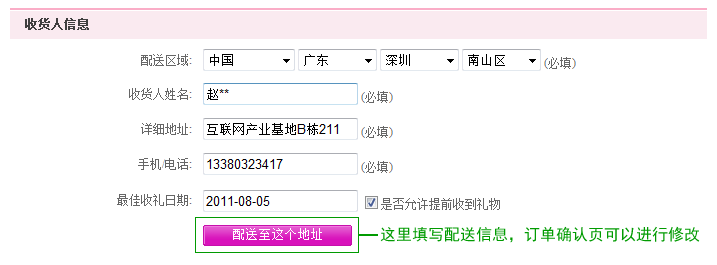 收货人信息
配送区域: 中国 广东 深圳 南山区 (必填)
收货人姓名: 赵** (必填)
详细地址: 互联网产业基地B栋211 (必填)
手机/电话: 13380323417 (必填)
最佳收礼日期: 2011-08-05 是否允许提前收到礼物
配送至这个地址 这里填写配送信息，订单确认页可以进行修改